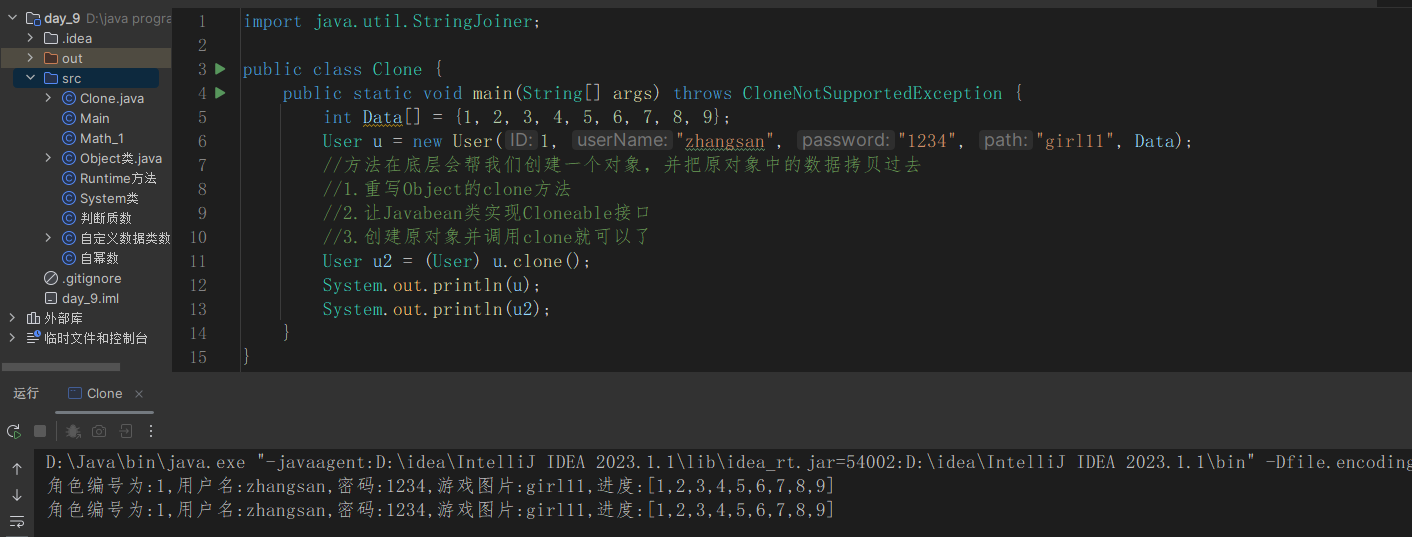 day_9 D:\java progra
.idea
out
src
Clone.java
Main
Math_1
Object类.java
Runtime方法
System类
判断质数
自定义数据类数
自幂数
.gitignore
day_9.iml
外部库
临时文件和控制台
1 import java.util.StringJoiner;
2
3 public class Clone {
4 public static void main(String[] args) throws CloneNotSupportedException {
5 int Data[] = {1, 2, 3, 4, 5, 6, 7, 8, 9};
6 User u = new User( ID: 1, userName: "zhangsan", password: "1234", path: "girl11", Data);
7 //方法在底层会帮我们创建一个对象，并把原对象中的数据拷贝过去
8 //1.重写Object的clone方法
9 //2.让Javabean类实现Cloneable接口
10 //3.创建原对象并调用clone就可以了
11 User u2 = (User) u.clone();
12 System.out.println(u);
13 System.out.println(u2);
14 }
15 }
运行 Clone
D:\Java\bin\java.exe "-javaagent:D:\idea\IntelliJ IDEA 2023.1.1\lib\idea_rt.jar=54002:D:\idea\IntelliJ IDEA 2023.1.1\bin" -Dfile.encoding
角色编号为:1,用户名:zhangsan,密码:1234,游戏图片:girl11,进度:[1,2,3,4,5,6,7,8,9]
角色编号为:1,用户名:zhangsan,密码:1234,游戏图片:girl11,进度:[1,2,3,4,5,6,7,8,9]